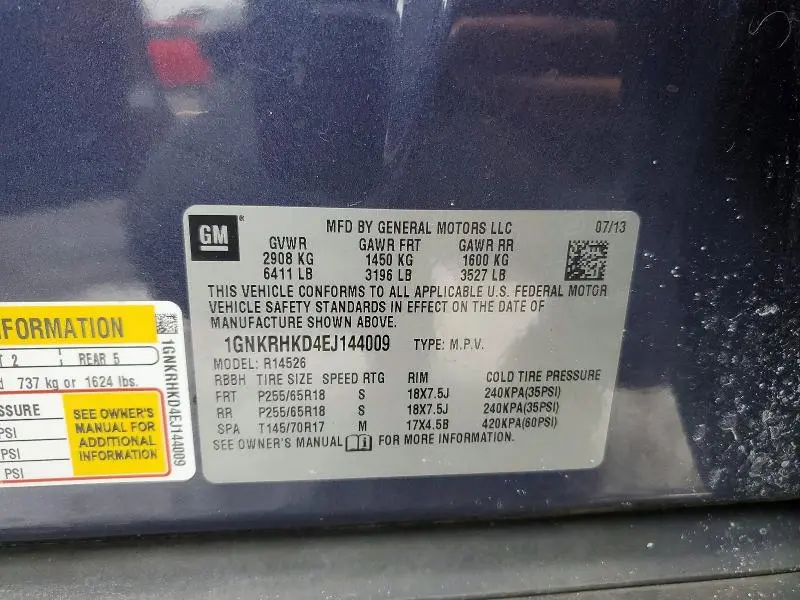 GM
MFD BY GENERAL MOTORS LLC 07/13
GVWR GAWR FRT GAWR RR
2908 KG 1450 KG 1600 KG
6411 LB 3196 LB 3527 LB
THIS VEHICLE CONFORMS TO ALL APPLICABLE U.S. FEDERAL MOTOR
VEHICLE SAFETY STANDARDS IN EFFECT ON THE DATE OF
MANUFACTURE SHOWN ABOVE.
1GNKRHKD4EJ144009 TYPE: M.P.V.
MODEL: R14526
RBBH TIRE SIZE SPEED RTG RIM COLD TIRE PRESSURE
FRT P255/65R18 S 18X7.5J 240KPA(35PSI)
RR P255/65R18 S 18X7.5J 240KPA(35PSI)
SPA T145/70R17 M 17X4.5B 420KPA(60PSI)
SEE OWNER'S MANUAL FOR MORE INFORMATION.
FORMATION
2 REAR 5
737 kg or 1624 lbs.
SSURE
PSI
PSI
PSI
SEE OWNER'S
MANUAL FOR
ADDITIONAL
INFORMATION
1GNKRHKD4EJ144009